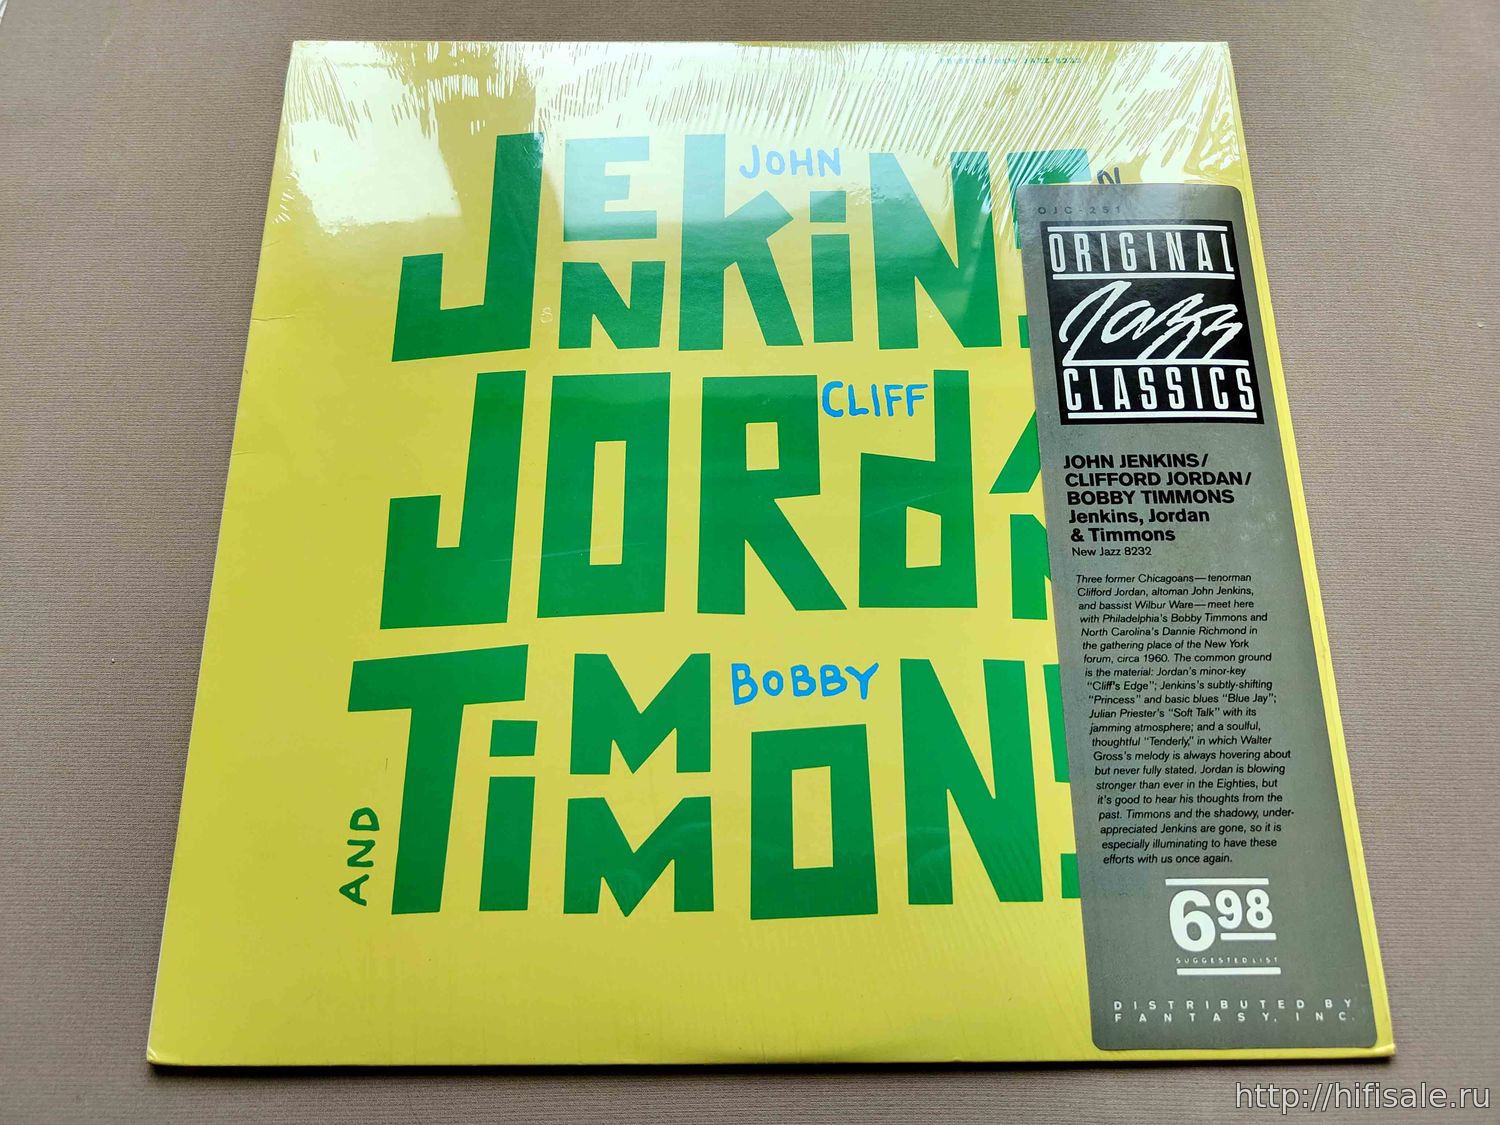 PRESTIGE NEW JAZZ 8232
JOHN
JENKINS
CLIFF
JORDAN
BOBBY
AND
TIMMONS
OJC-251
ORIGINAL
Jazz
CLASSICS
JOHN JENKINS/
CLIFFORD JORDAN/
BOBBY TIMMONS
Jenkins, Jordan
& Timmons
New Jazz 8232
Three former Chicagoans—tenorman
Clifford Jordan, altoman John Jenkins,
and bassist Wilbur Ware—meet here
with Philadelphia's Bobby Timmons and
North Carolina's Dannie Richmond in
the gathering place of the New York
forum, circa 1960. The common ground
is the material: Jordan's minor-key
"Cliff's Edge"; Jenkins's subtly-shifting
"Princess" and basic blues "Blue Jay";
Julian Priester's "Soft Talk" with its
jamming atmosphere; and a soulful,
thoughtful "Tenderly," in which Walter
Gross's melody is always hovering about
but never fully stated. Jordan is blowing
stronger than ever in the Eighties, but
it's good to hear his thoughts from the
past. Timmons and the shadowy, under-
appreciated Jenkins are gone, so it is
especially illuminating to have these
efforts with us once again.
6.98
SUGGESTED LIST
DISTRIBUTED BY
FANTASY, INC.
http://hifisale.ru